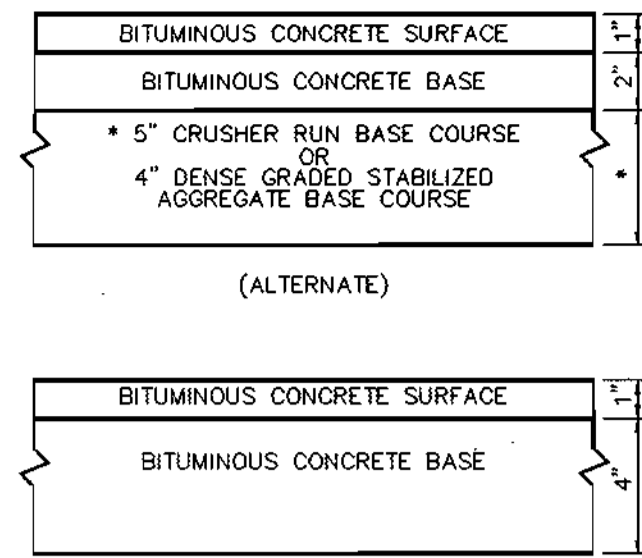 BITUMINOUS CONCRETE SURFACE
1"
BITUMINOUS CONCRETE BASE
2"
* 5" CRUSHER RUN BASE COURSE
OR
4" DENSE GRADED STABILIZED
AGGREGATE BASE COURSE
*
(ALTERNATE)
BITUMINOUS CONCRETE SURFACE
1"
BITUMINOUS CONCRETE BASE
4"